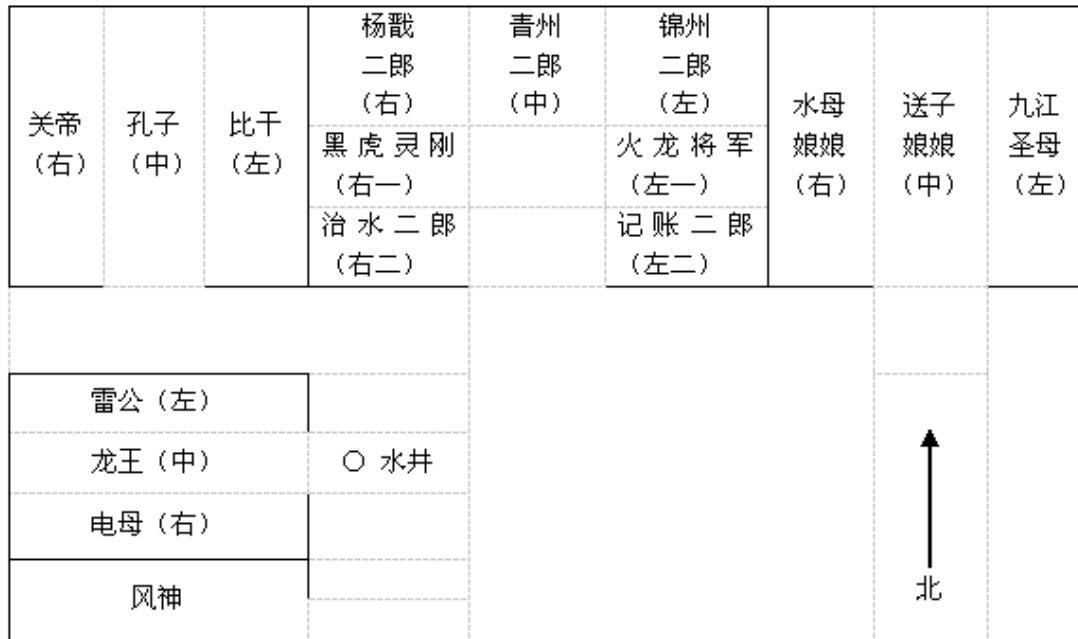 关帝
（右）
孔子
（中）
比干
（左）
杨戬
二郎
（右）
青州
二郎
（中）
锦州
二郎
（左）
黑虎灵刚
（右一）
火龙将军
（左一）
治水二郎
（右二）
记账二郎
（左二）
水母
娘娘
（右）
送子
娘娘
（中）
九江
圣母
（左）
雷公（左）
龙王（中）
○ 水井
电母（右）
风神
北